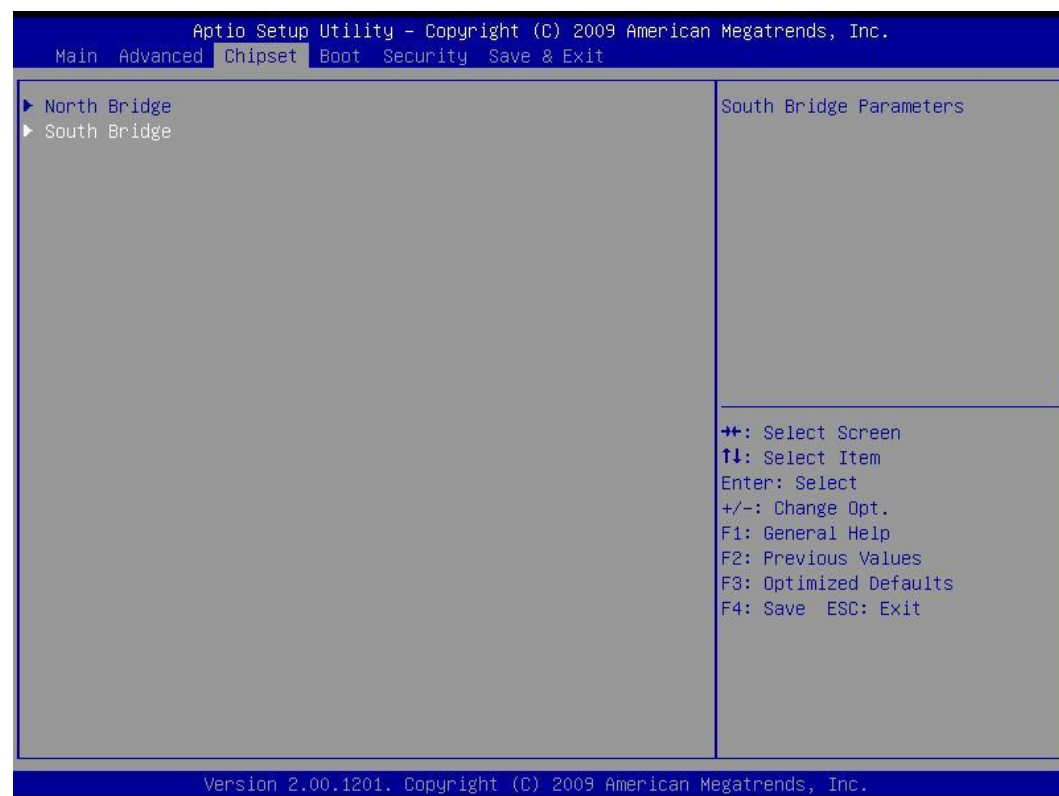 Aptio Setup Utility – Copyright (C) 2009 American Megatrends, Inc.
Main Advanced Chipset Boot Security Save & Exit
▶ North Bridge
▶ South Bridge
South Bridge Parameters
→←: Select Screen
↑↓: Select Item
Enter: Select
+/-: Change Opt.
F1: General Help
F2: Previous Values
F3: Optimized Defaults
F4: Save ESC: Exit
Version 2.00.1201. Copyright (C) 2009 American Megatrends, Inc.